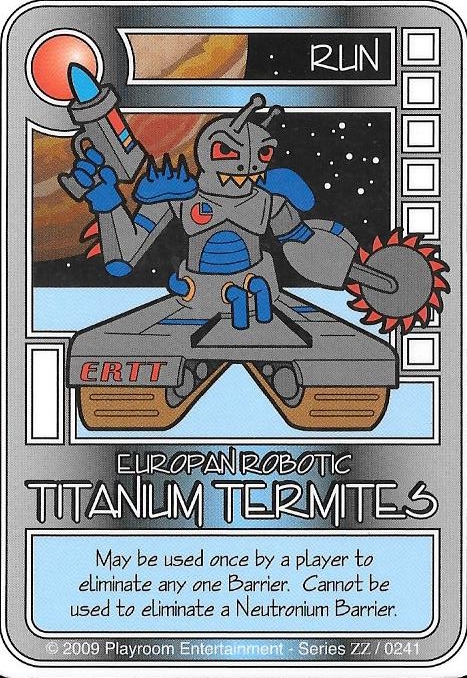 RUN
ERTT
EUROPAN ROBOTIC
TITANIUM TERMITES
May be used once by a player to
eliminate any one Barrier. Cannot be
used to eliminate a Neutronium Barrier.
© 2009 Playroom Entertainment - Series ZZ / 0241